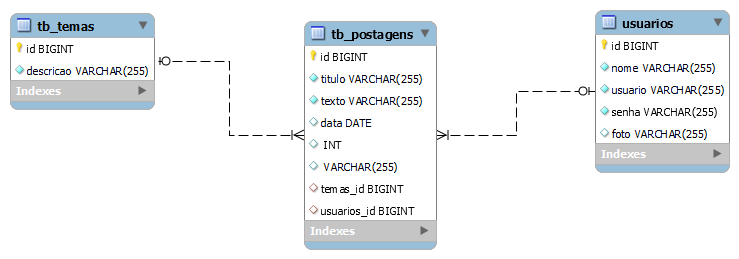 tb_temas
id BIGINT
descricao VARCHAR(255)
Indexes
tb_postagens
id BIGINT
titulo VARCHAR(255)
texto VARCHAR(255)
data DATE
INT
VARCHAR(255)
temas_id BIGINT
usuarios_id BIGINT
Indexes
usuarios
id BIGINT
nome VARCHAR(255)
usuario VARCHAR(255)
senha VARCHAR(255)
foto VARCHAR(255)
Indexes